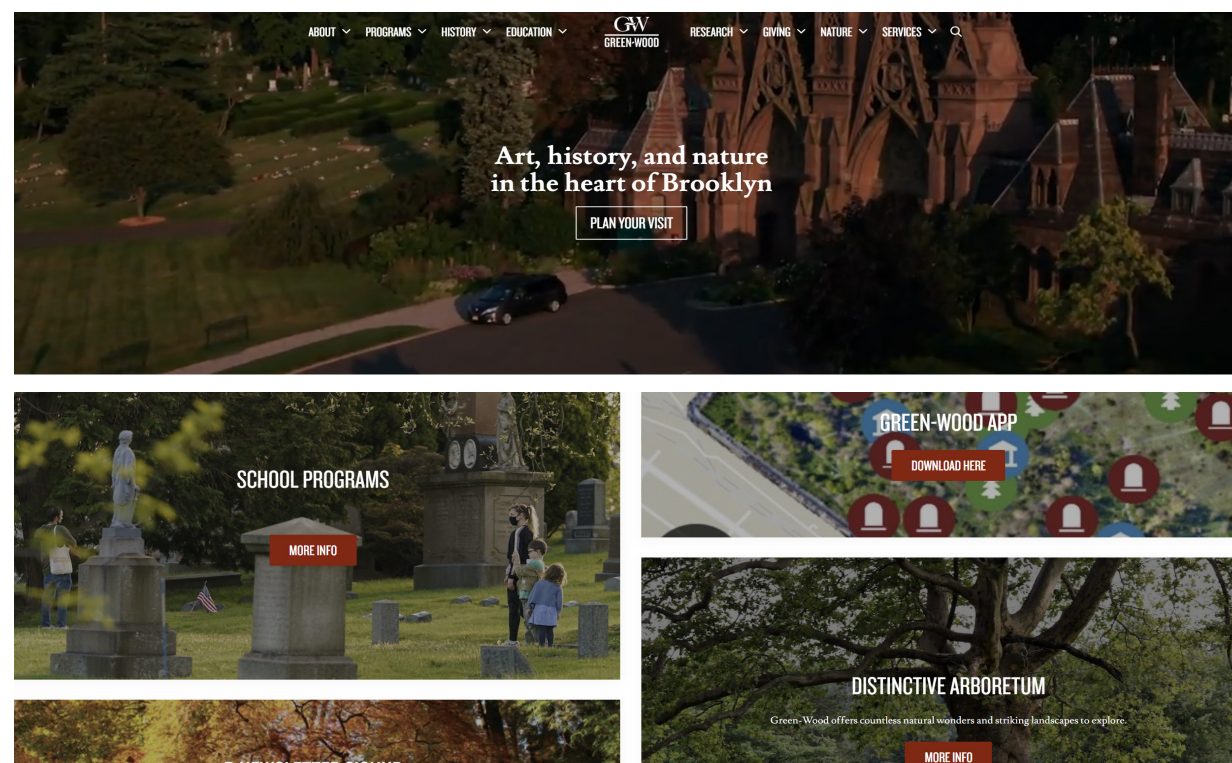 ABOUT PROGRAMS HISTORY EDUCATION GW RESEARCH GIVING NATURE SERVICES
GREEN-WOOD
Art, history, and nature
in the heart of Brooklyn
PLAN YOUR VISIT
SCHOOL PROGRAMS
MORE INFO
GREEN-WOOD APP
DOWNLOAD HERE
DISTINCTIVE ARBORETUM
Green-Wood offers countless natural wonders and striking landscapes to explore.
MORE INFO